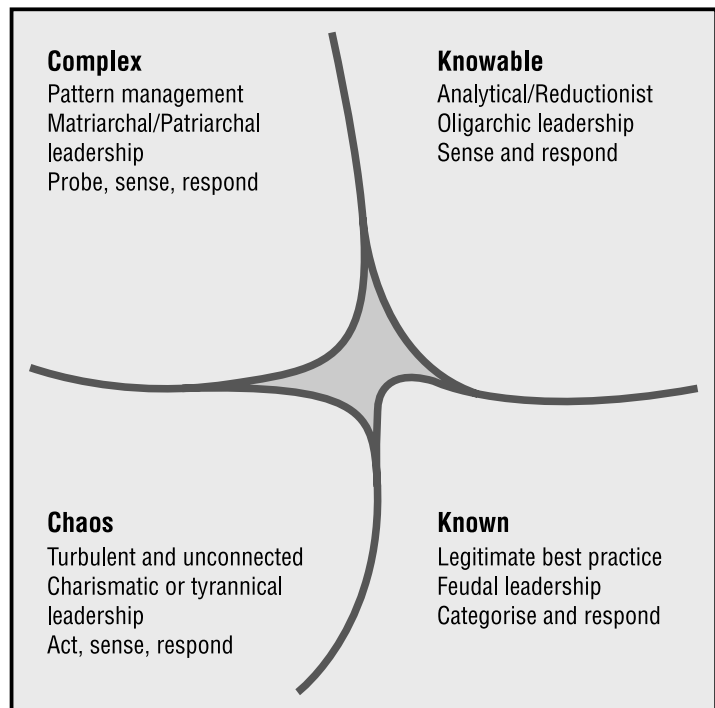 Complex
Pattern management
Matriarchal/Patriarchal
leadership
Probe, sense, respond
Knowable
Analytical/Reductionist
Oligarchic leadership
Sense and respond
Chaos
Turbulent and unconnected
Charismatic or tyrannical
leadership
Act, sense, respond
Known
Legitimate best practice
Feudal leadership
Categorise and respond